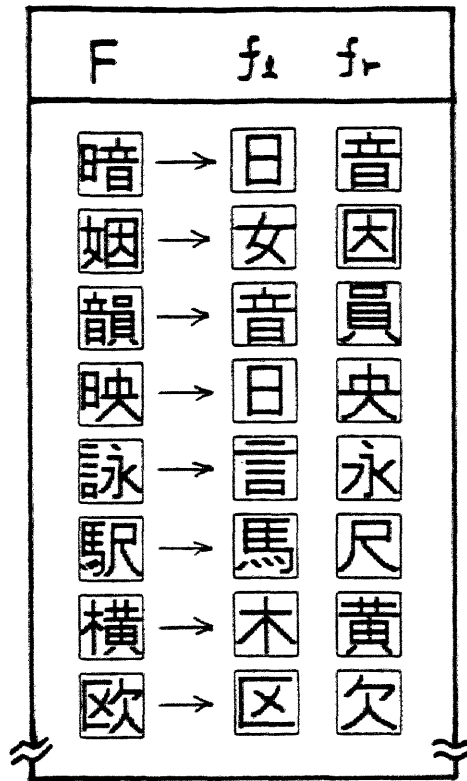 F fl fr
暗 → 日 音
姻 → 女 因
韻 → 音 員
映 → 日 央
詠 → 言 永
駅 → 馬 尺
横 → 木 黄
欧 → 区 欠